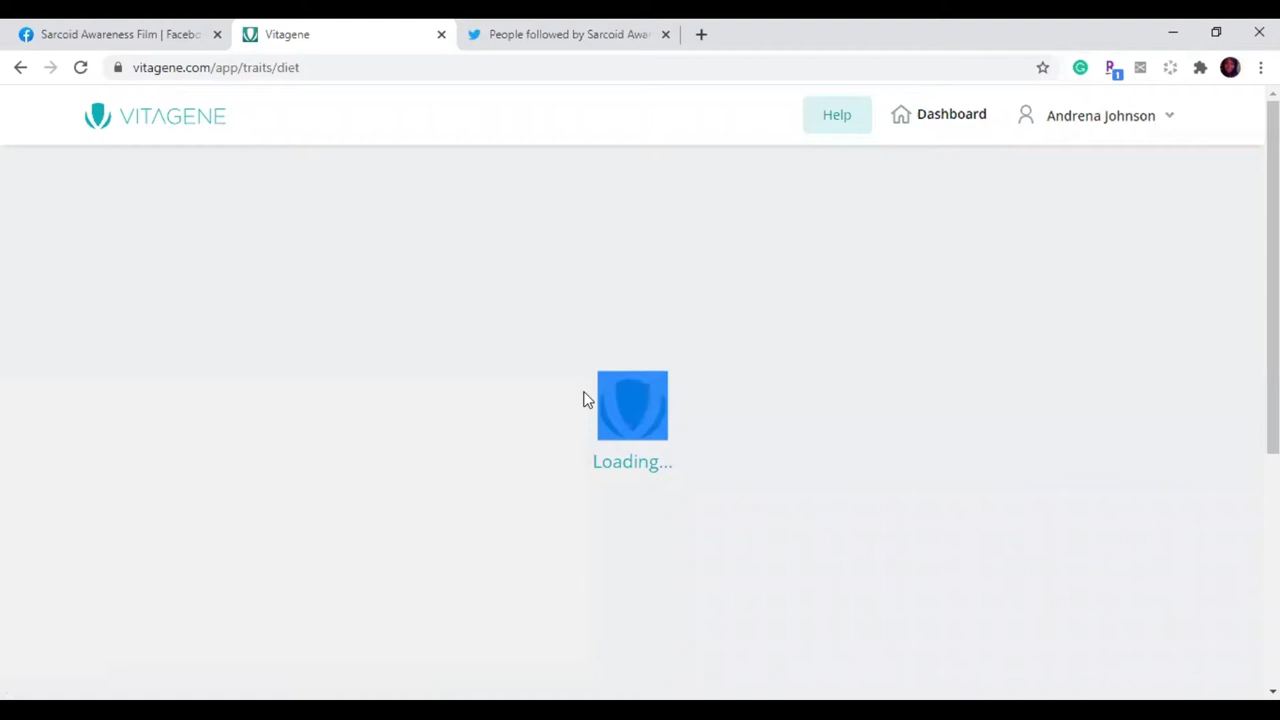 Sarcoid Awareness Film | Facebo
Vitagene
People followed by Sarcoid Awa
vitagene.com/app/traits/diet
1
VITAGENE
Help
Dashboard
Andrena Johnson
Loading...